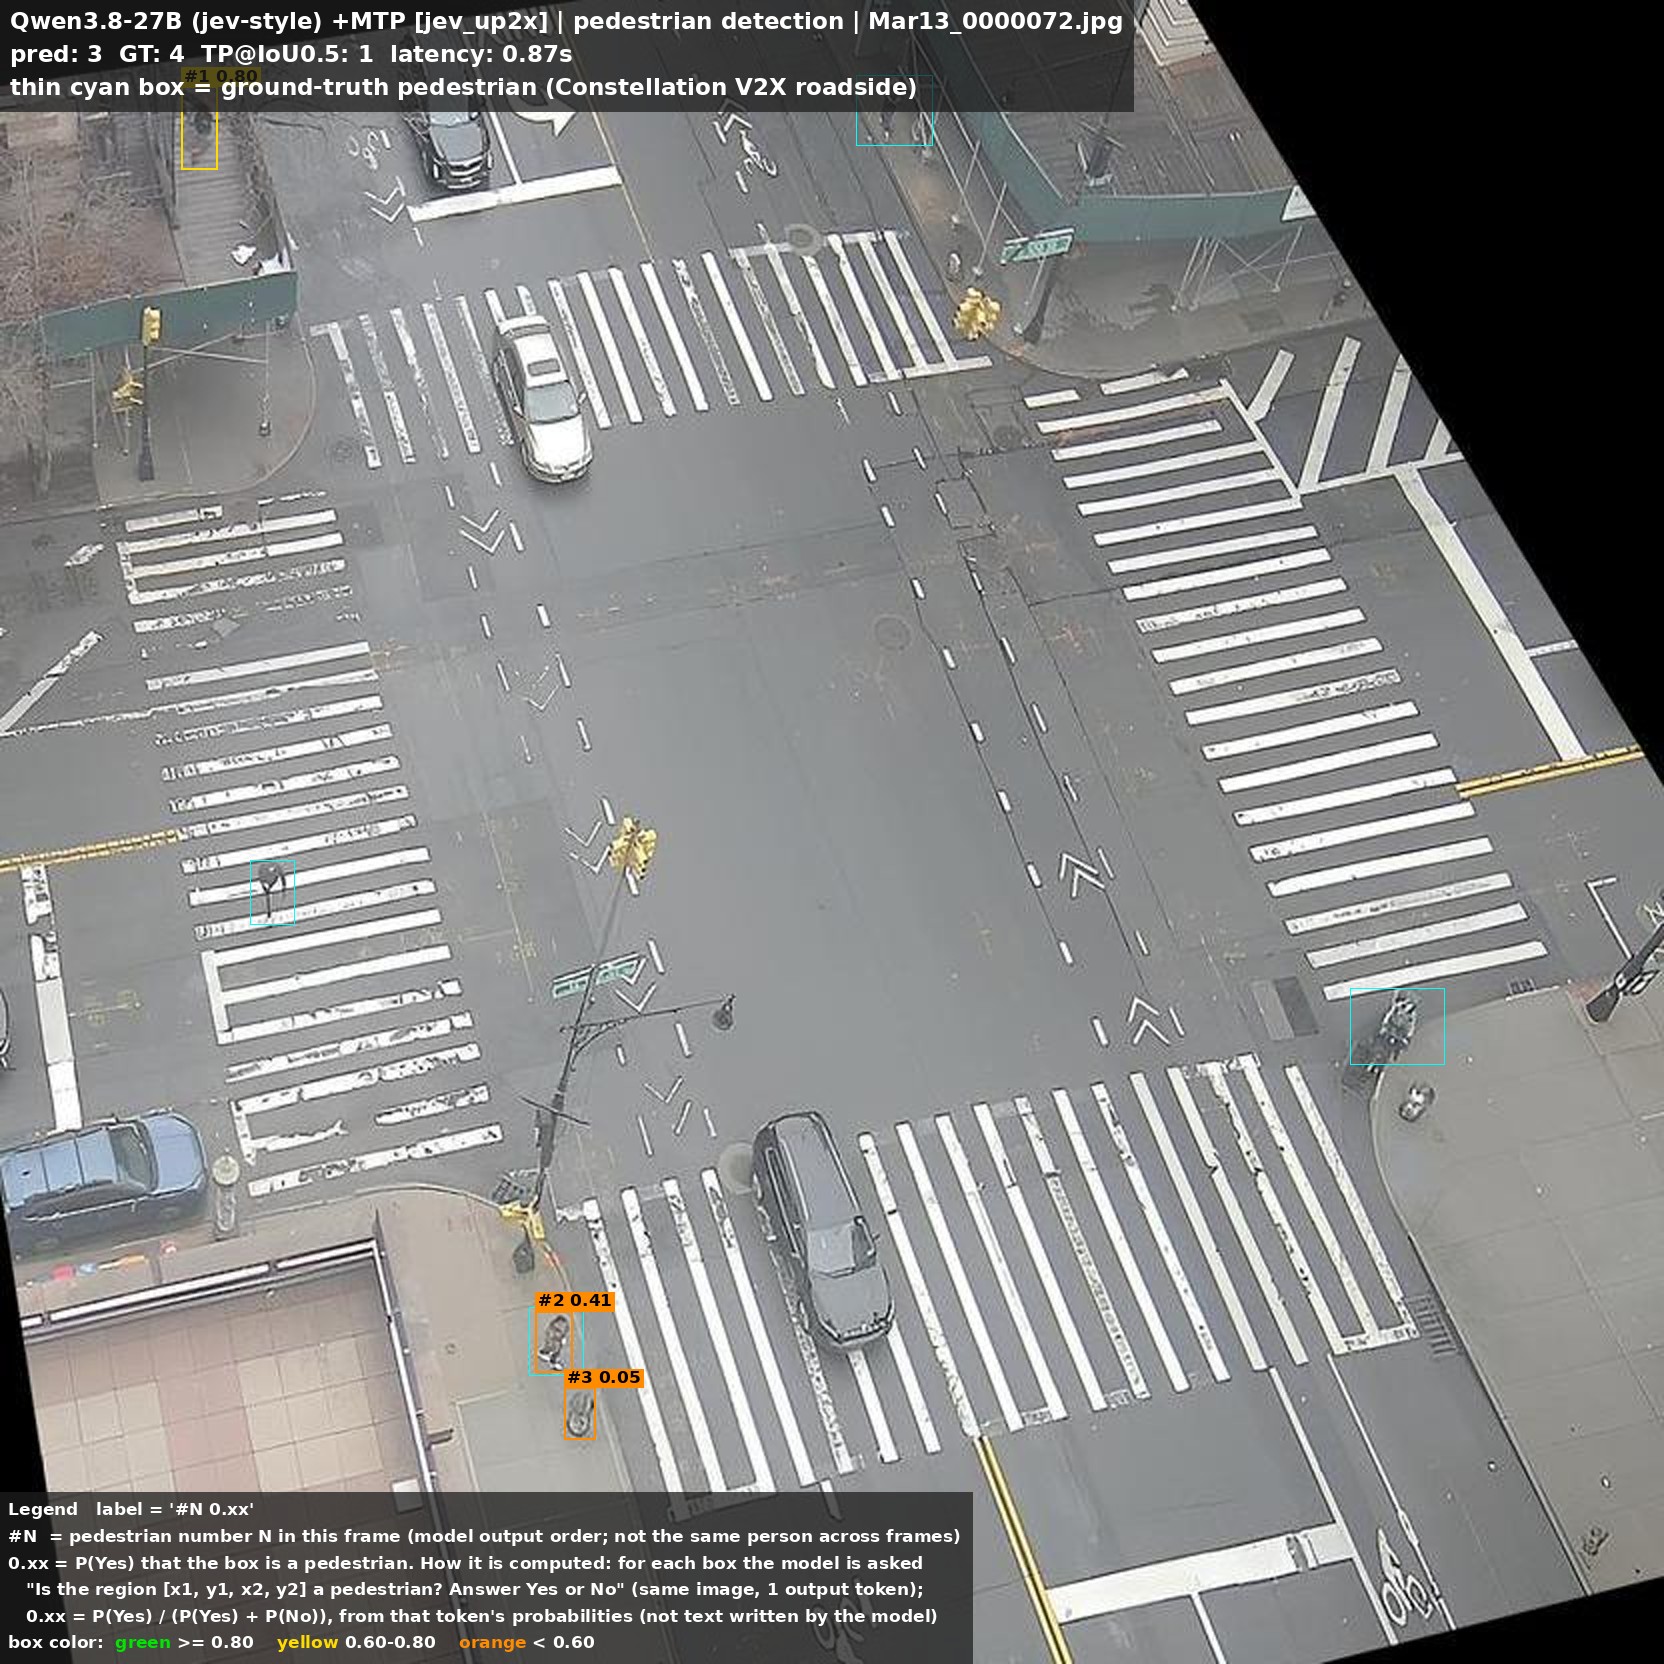 Qwen3.8-27B (jev-style) +MTP [jev_up2x] | pedestrian detection | Mar13_0000072.jpg
pred: 3  GT: 4  TP@IoU0.5: 1  latency: 0.87s
#1 0.80
thin cyan box = ground-truth pedestrian (Constellation V2X roadside)
#2 0.41
#3 0.05
Legend   label = '#N 0.xx'
#N  = pedestrian number N in this frame (model output order; not the same person across frames)
0.xx = P(Yes) that the box is a pedestrian. How it is computed: for each box the model is asked
"Is the region [x1, y1, x2, y2] a pedestrian? Answer Yes or No" (same image, 1 output token);
0.xx = P(Yes) / (P(Yes) + P(No)), from that token's probabilities (not text written by the model)
box color:  green >= 0.80    yellow 0.60-0.80    orange < 0.60